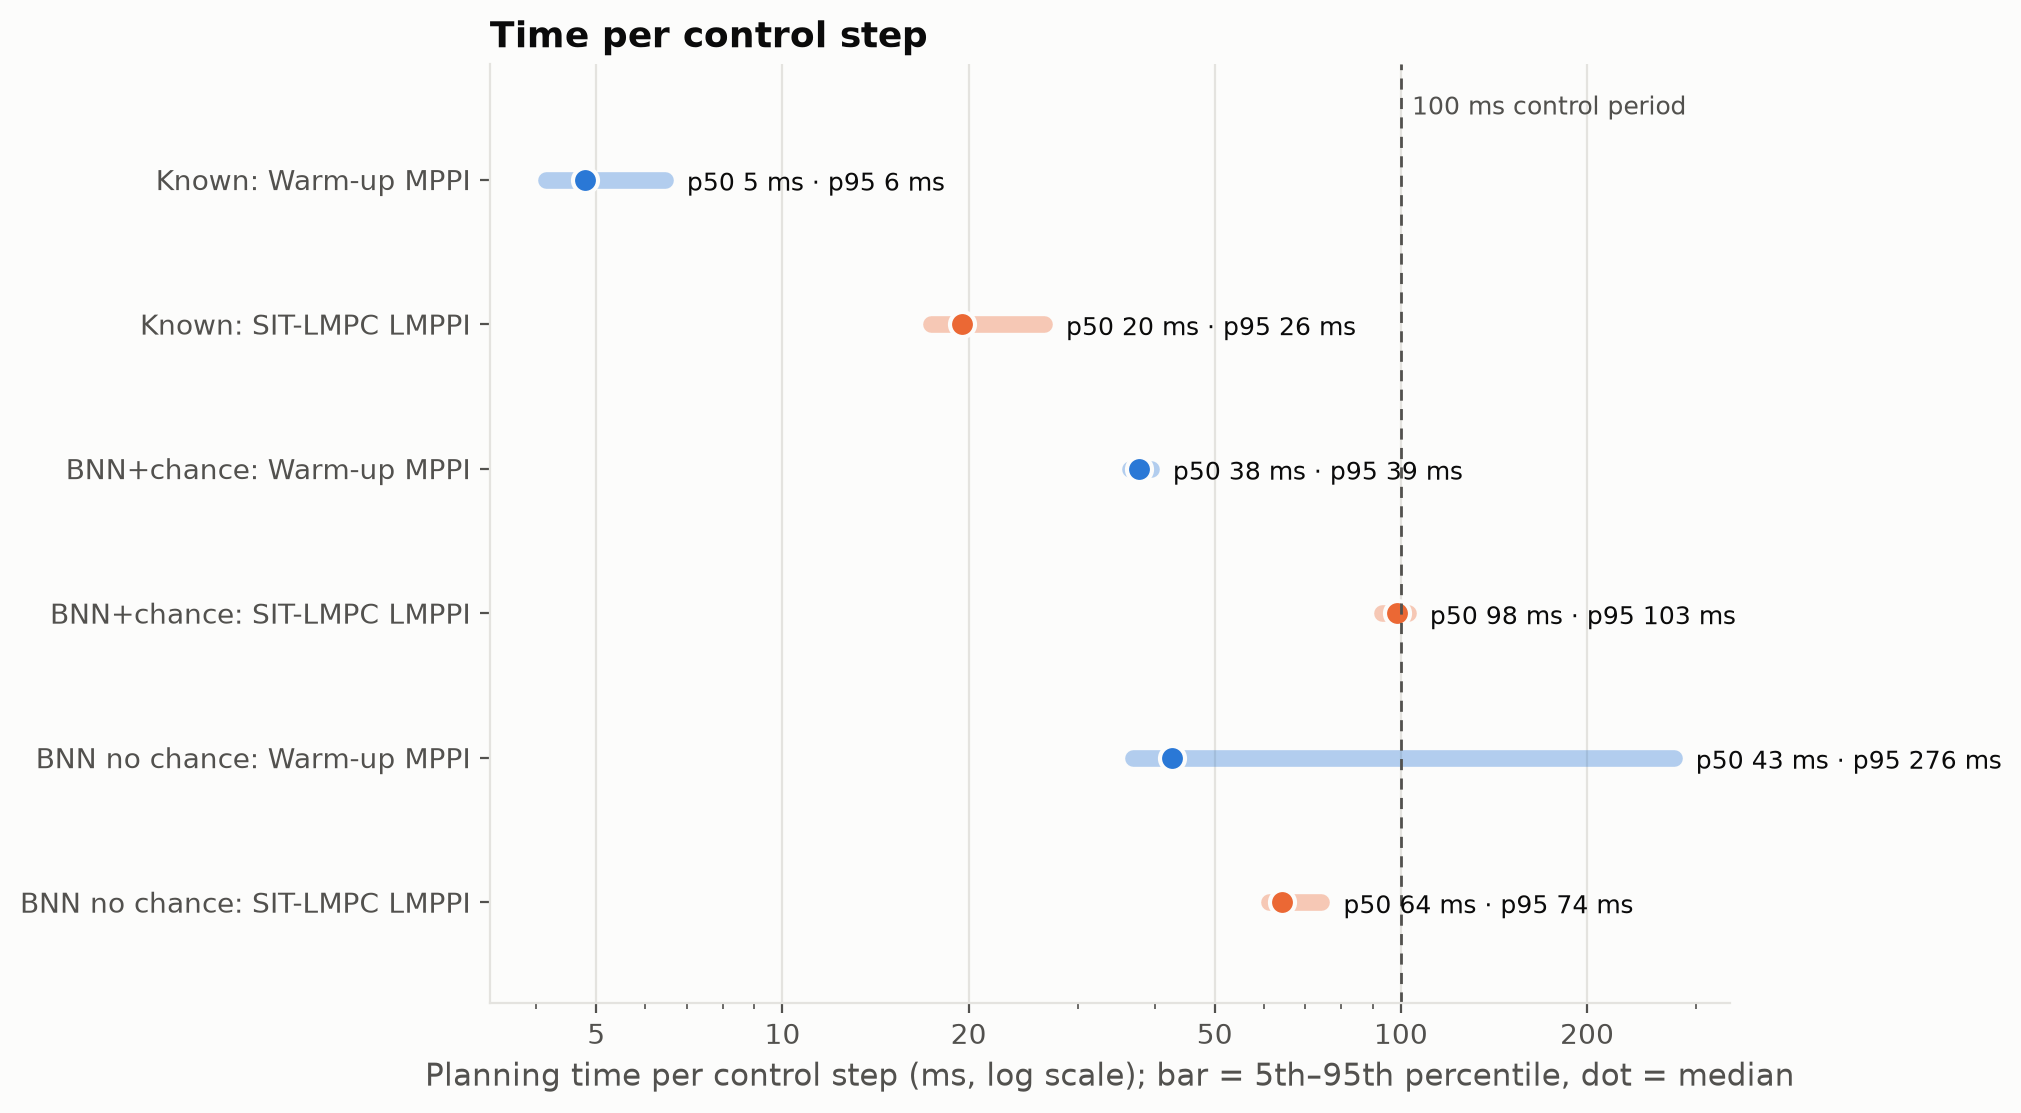 Time per control step
100 ms control period
Known: Warm-up MPPI
p50 5 ms · p95 6 ms
Known: SIT-LMPC LMPPI
p50 20 ms · p95 26 ms
BNN+chance: Warm-up MPPI
p50 38 ms · p95 39 ms
BNN+chance: SIT-LMPC LMPPI
p50 98 ms · p95 103 ms
BNN no chance: Warm-up MPPI
p50 43 ms · p95 276 ms
BNN no chance: SIT-LMPC LMPPI
p50 64 ms · p95 74 ms
5 10 20 50 100 200
Planning time per control step (ms, log scale); bar = 5th–95th percentile, dot = median